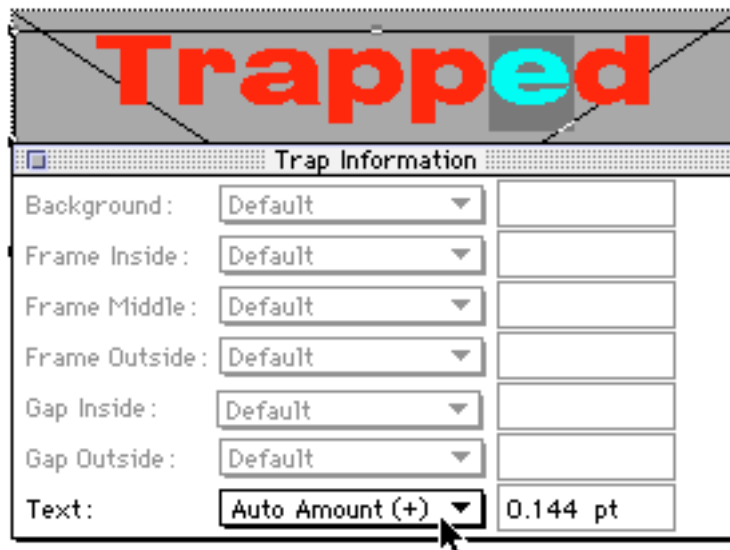 Trapped
Trap Information
Background: Default
Frame Inside: Default
Frame Middle: Default
Frame Outside: Default
Gap Inside: Default
Gap Outside: Default
Text: Auto Amount (+) 0.144 pt